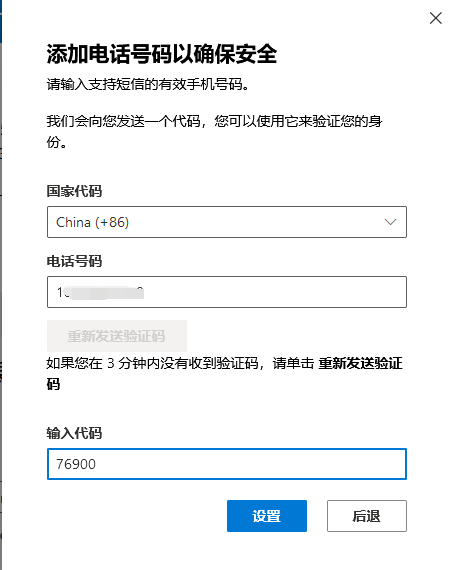 添加电话号码以确保安全
请输入支持短信的有效手机号码。
我们会向您发送一个代码，您可以使用它来验证您的身
份。
国家代码
China (+86)
电话号码
重新发送验证码
如果您在 3 分钟内没有收到验证码，请单击 重新发送验证
码
输入代码
76900
设置
后退